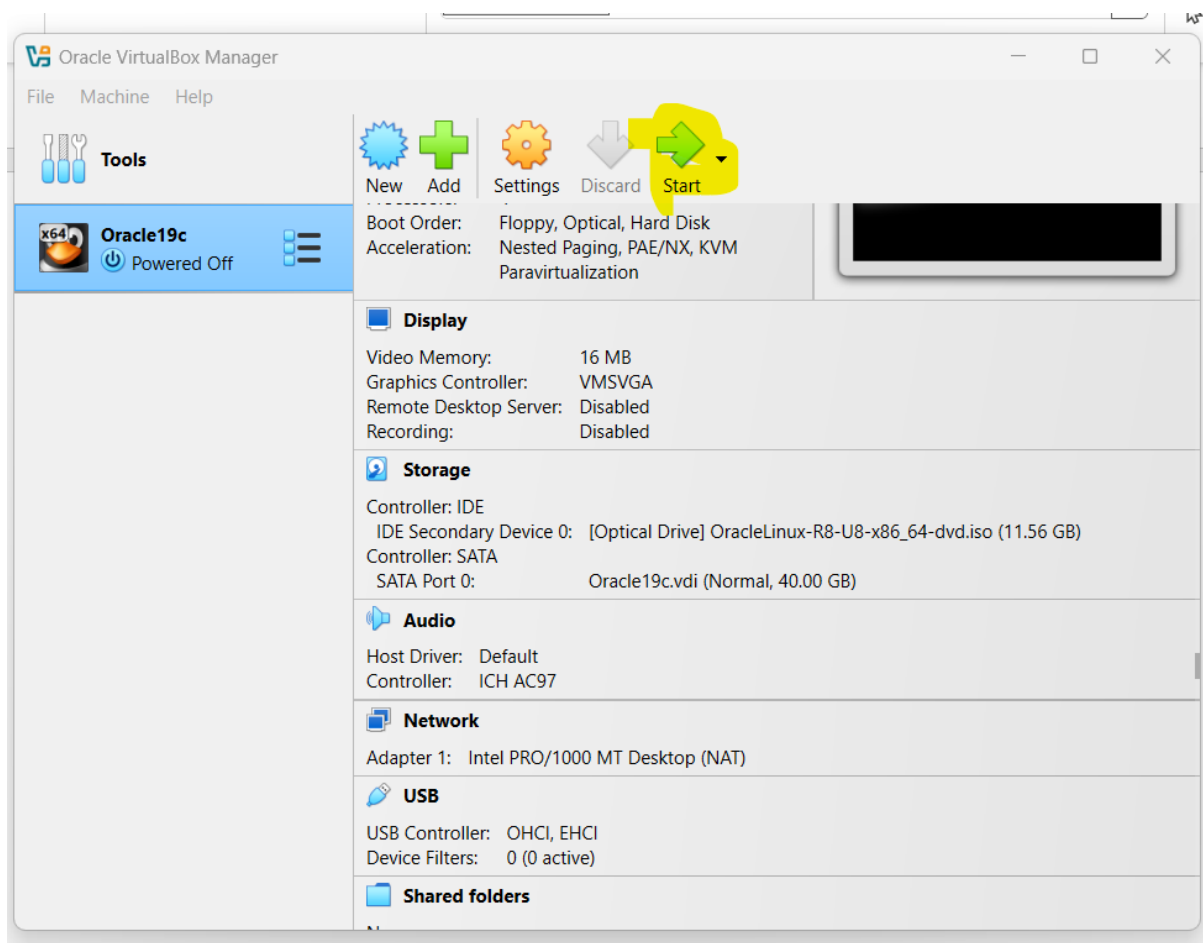 Oracle VirtualBox Manager
File Machine Help
Tools
New Add Settings Discard Start
Oracle19c
Powered Off
x64
Boot Order: Floppy, Optical, Hard Disk
Acceleration: Nested Paging, PAE/NX, KVM
Paravirtualization
Display
Video Memory: 16 MB
Graphics Controller: VMSVGA
Remote Desktop Server: Disabled
Recording: Disabled
Storage
Controller: IDE
IDE Secondary Device 0: [Optical Drive] OracleLinux-R8-U8-x86_64-dvd.iso (11.56 GB)
Controller: SATA
SATA Port 0: Oracle19c.vdi (Normal, 40.00 GB)
Audio
Host Driver: Default
Controller: ICH AC97
Network
Adapter 1: Intel PRO/1000 MT Desktop (NAT)
USB
USB Controller: OHCI, EHCI
Device Filters: 0 (0 active)
Shared folders